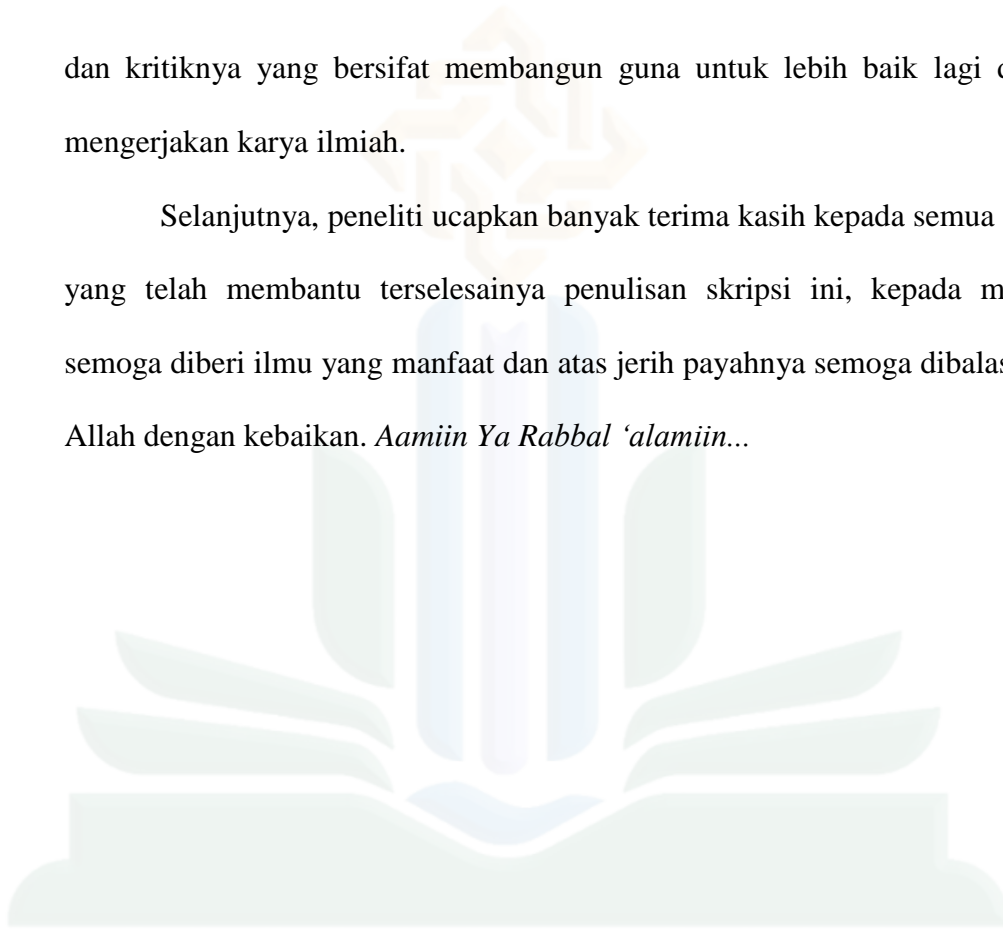 dan kritiknya yang bersifat membangun guna untuk lebih baik lagi
mengerjakan karya ilmiah.
Selanjutnya, peneliti ucapkan banyak terima kasih kepada semua
yang telah membantu terselesainya penulisan skripsi ini, kepada
semoga diberi ilmu yang manfaat dan atas jerih payahnya semoga dibalas
Allah dengan kebaikan. Aamiin Ya Rabbal ‘alamiin...